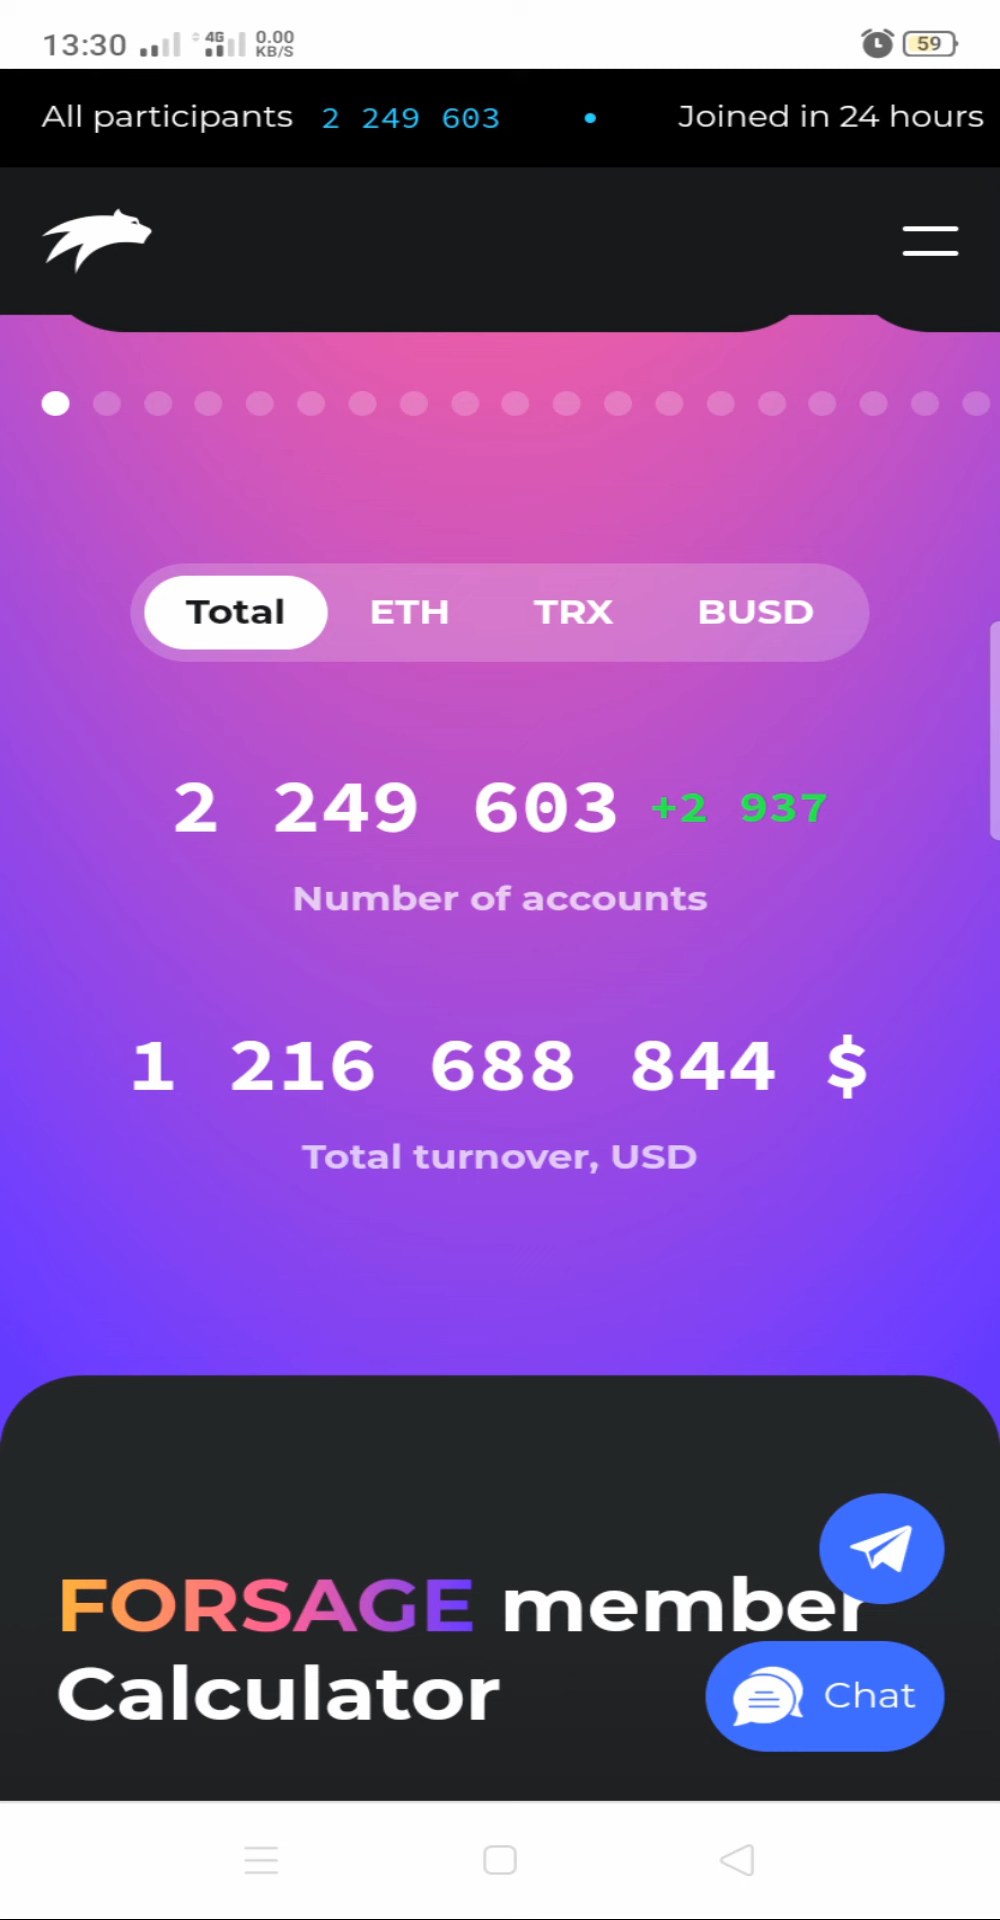 13:30 4G 0.00 KB/S 59
All participants 2 249 603 • Joined in 24 hours
Total ETH TRX BUSD
2 249 603 +2 937
Number of accounts
1 216 688 844 $
Total turnover, USD
FORSAGE member
Calculator
Chat